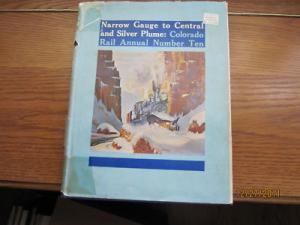 Narrow Gauge to Central
and Silver Plume: Colorado
Rail Annual Number Ten